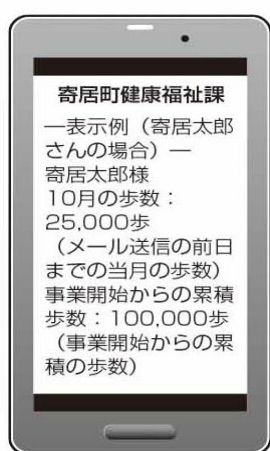 寄居町健康福祉課
―表示例（寄居太郎
さんの場合）―
寄居太郎様
10月の歩数：
25,000歩
（メール送信の前日
までの当月の歩数）
事業開始からの累積
歩数：100,000歩
（事業開始からの累
積の歩数）